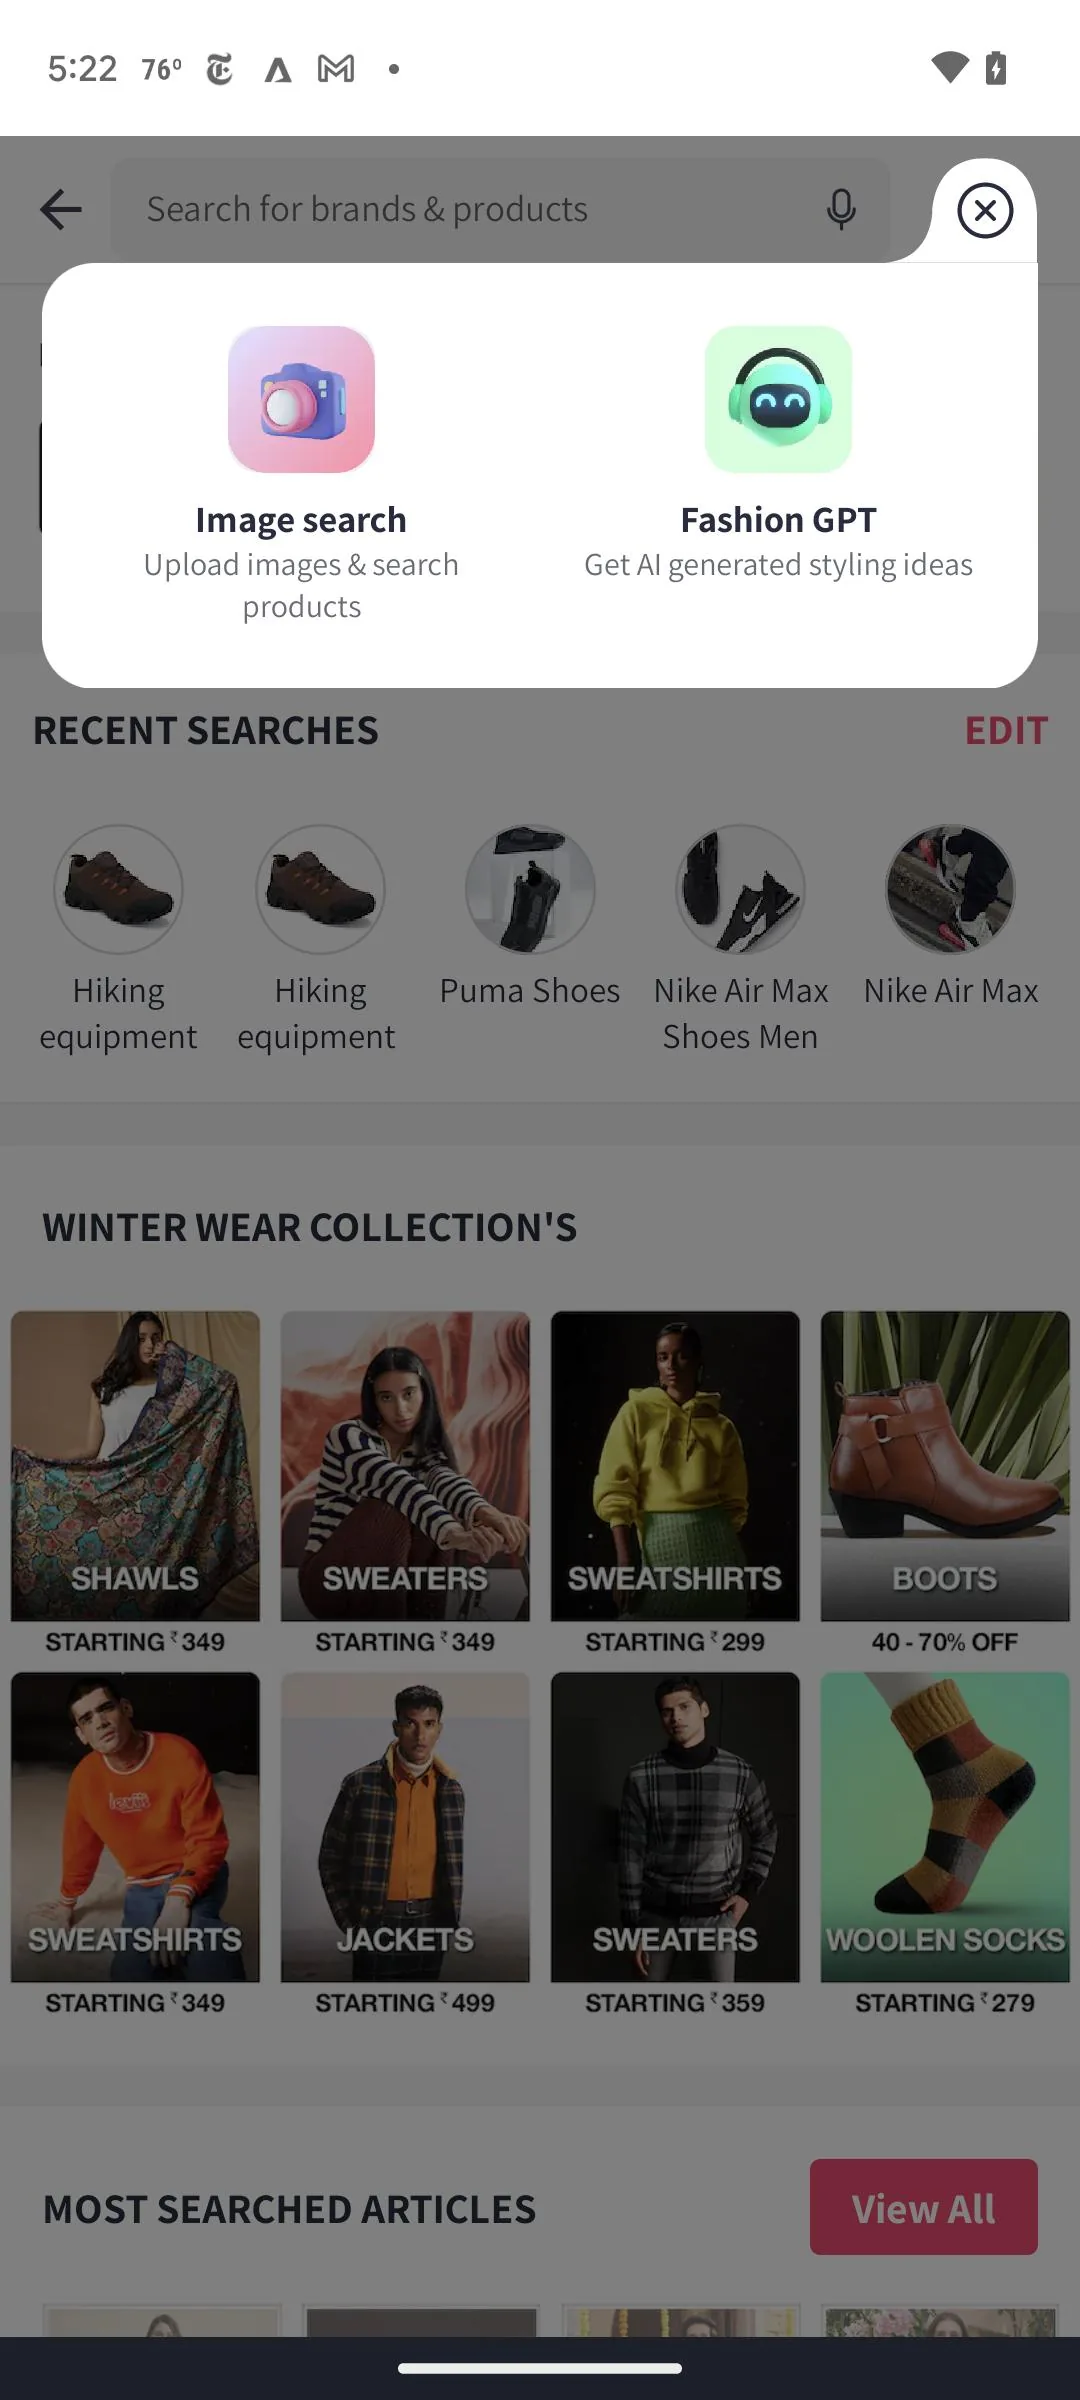 5:22 76°
Search for brands & products
Image search
Upload images & search
products
Fashion GPT
Get AI generated styling ideas
RECENT SEARCHES
EDIT
Hiking
equipment
Hiking
equipment
Puma Shoes
Nike Air Max
Shoes Men
Nike Air Max
WINTER WEAR COLLECTION'S
SHAWLS
STARTING ₹349
SWEATERS
STARTING ₹349
SWEATSHIRTS
STARTING ₹299
BOOTS
40 - 70% OFF
Levi's
SWEATSHIRTS
STARTING ₹349
JACKETS
STARTING ₹499
SWEATERS
STARTING ₹359
WOOLEN SOCKS
STARTING ₹279
MOST SEARCHED ARTICLES
View All